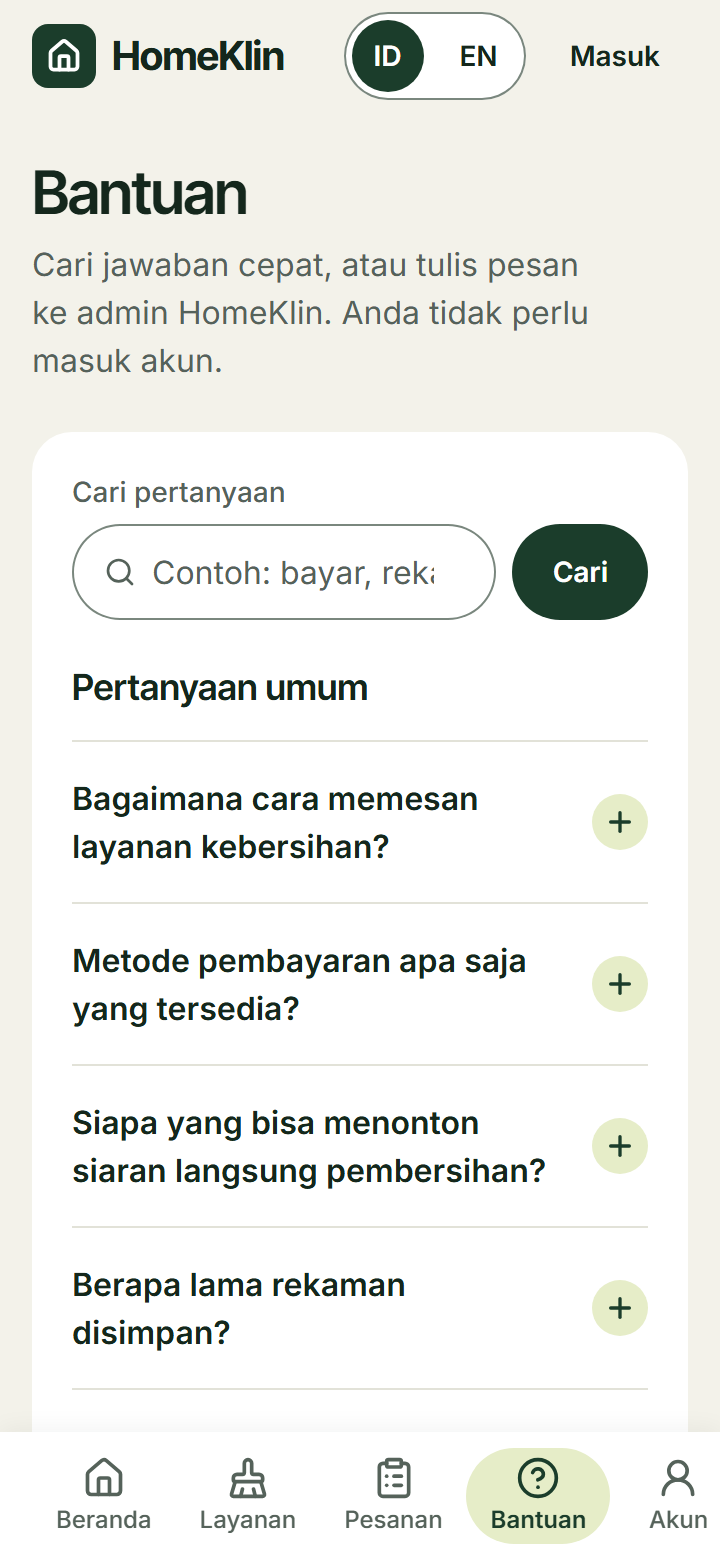 HomeKlin
ID
EN
Masuk
Bantuan
Cari jawaban cepat, atau tulis pesan
ke admin HomeKlin. Anda tidak perlu
masuk akun.
Cari pertanyaan
Contoh: bayar, reka
Cari
Pertanyaan umum
Bagaimana cara memesan
layanan kebersihan?
Metode pembayaran apa saja
yang tersedia?
Siapa yang bisa menonton
siaran langsung pembersihan?
Berapa lama rekaman
disimpan?
Beranda
Layanan
Pesanan
Bantuan
Akun